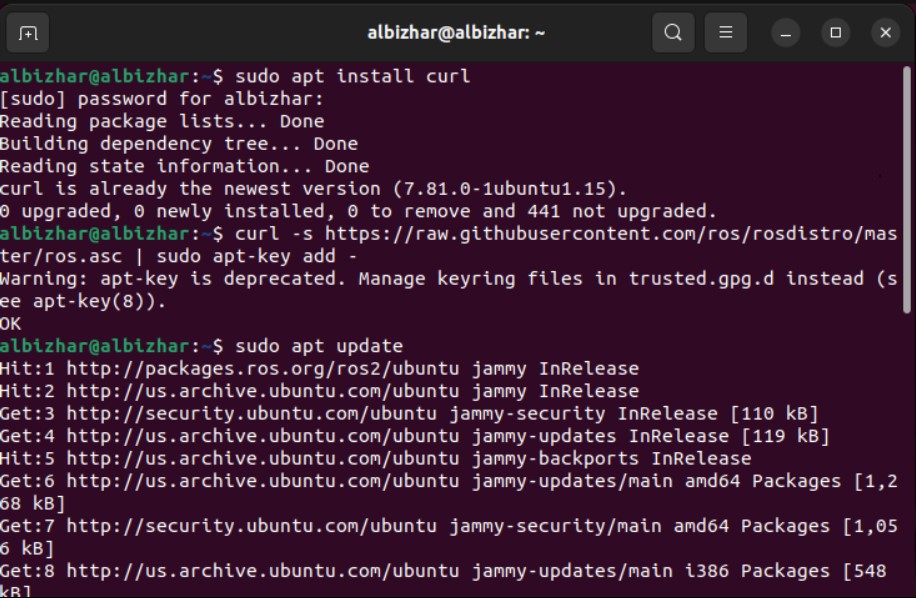 albizhar@albizhar: ~
albizhar@albizhar:~$ sudo apt install curl
[sudo] password for albizhar:
Reading package lists... Done
Building dependency tree... Done
Reading state information... Done
curl is already the newest version (7.81.0-1ubuntu1.15).
0 upgraded, 0 newly installed, 0 to remove and 441 not upgraded.
albizhar@albizhar:~$ curl -s https://raw.githubusercontent.com/ros/rosdistro/mas
ter/ros.asc | sudo apt-key add -
Warning: apt-key is deprecated. Manage keyring files in trusted.gpg.d instead (s
ee apt-key(8)).
OK
albizhar@albizhar:~$ sudo apt update
Hit:1 http://packages.ros.org/ros2/ubuntu jammy InRelease
Hit:2 http://us.archive.ubuntu.com/ubuntu jammy InRelease
Get:3 http://security.ubuntu.com/ubuntu jammy-security InRelease [110 kB]
Get:4 http://us.archive.ubuntu.com/ubuntu jammy-updates InRelease [119 kB]
Hit:5 http://us.archive.ubuntu.com/ubuntu jammy-backports InRelease
Get:6 http://us.archive.ubuntu.com/ubuntu jammy-updates/main amd64 Packages [1,2
68 kB]
Get:7 http://security.ubuntu.com/ubuntu jammy-security/main amd64 Packages [1,05
6 kB]
Get:8 http://us.archive.ubuntu.com/ubuntu jammy-updates/main i386 Packages [548
kB]